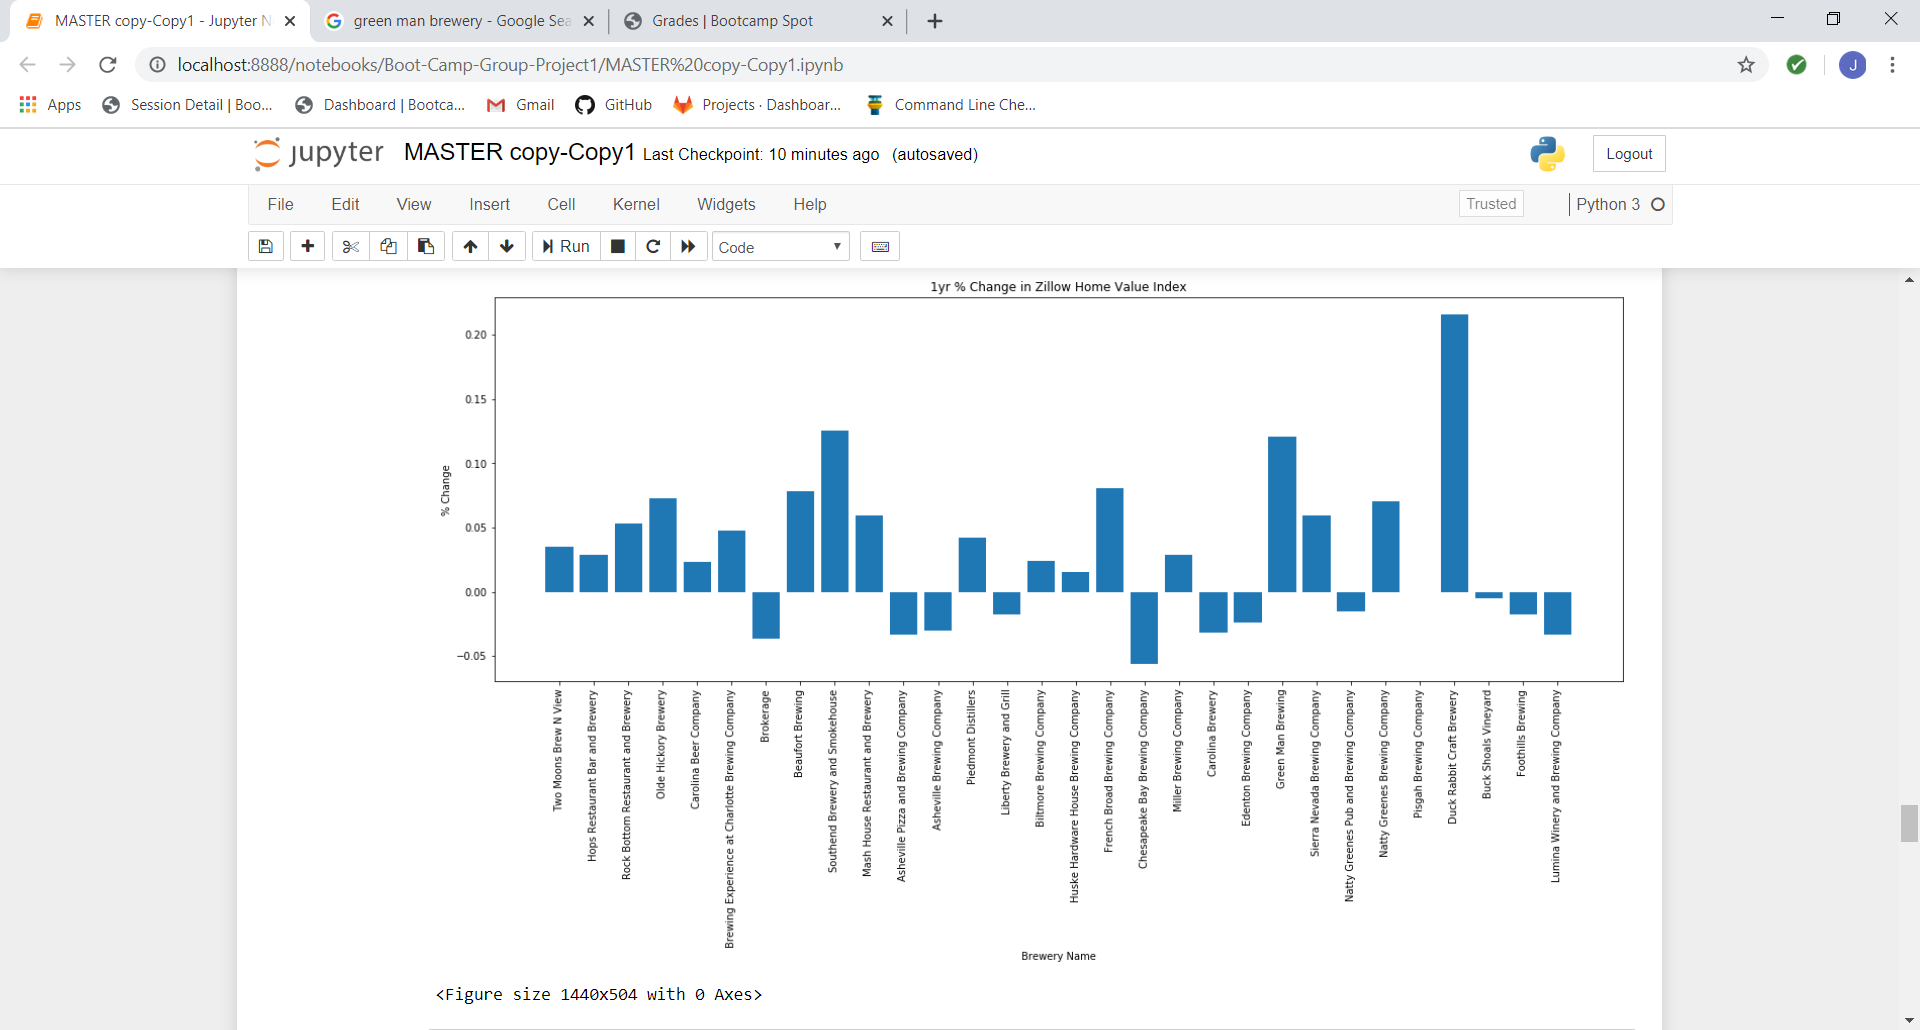 MASTER copy-Copy1 - Jupyter N
green man brewery - Google Sea
Grades | Bootcamp Spot
localhost:8888/notebooks/Boot-Camp-Group-Project1/MASTER%20copy-Copy1.ipynb
J
Apps
Session Detail | Boo...
Dashboard | Bootca...
Gmail
GitHub
Projects · Dashboar...
Command Line Che...
jupyter
MASTER copy-Copy1 Last Checkpoint: 10 minutes ago (autosaved)
Logout
File Edit View Insert Cell Kernel Widgets Help
Trusted
Python 3
Run
Code
1yr % Change in Zillow Home Value Index
% Change
0.20
0.15
0.10
0.05
0.00
−0.05
Two Moons Brew N View
Hops Restaurant Bar and Brewery
Rock Bottom Restaurant and Brewery
Olde Hickory Brewery
Carolina Beer Company
Brewing Experience at Charlotte Brewing Company
Brokerage
Beaufort Brewing
Southend Brewery and Smokehouse
Mash House Restaurant and Brewery
Asheville Pizza and Brewing Company
Asheville Brewing Company
Piedmont Distillers
Liberty Brewery and Grill
Biltmore Brewing Company
Huske Hardware House Brewing Company
French Broad Brewing Company
Chesapeake Bay Brewing Company
Miller Brewing Company
Carolina Brewery
Edenton Brewing Company
Green Man Brewing
Sierra Nevada Brewing Company
Natty Greenes Pub and Brewing Company
Natty Greenes Brewing Company
Pisgah Brewing Company
Duck Rabbit Craft Brewery
Buck Shoals Vineyard
Foothills Brewing
Lumina Winery and Brewing Company
Brewery Name
<Figure size 1440x504 with 0 Axes>